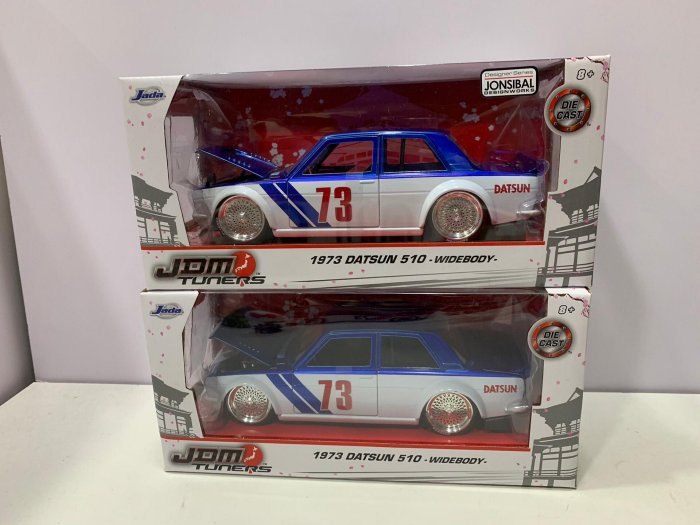 Jada
Designer Series
JONSIBAL
DESIGNWORKS
8+
DIE
CAST
73
DATSUN
JDM
TUNERS
1973 DATSUN 510 -WIDEBODY-
Jada
8+
DIE
CAST
73
DATSUN
JDM
TUNERS
1973 DATSUN 510 -WIDEBODY-